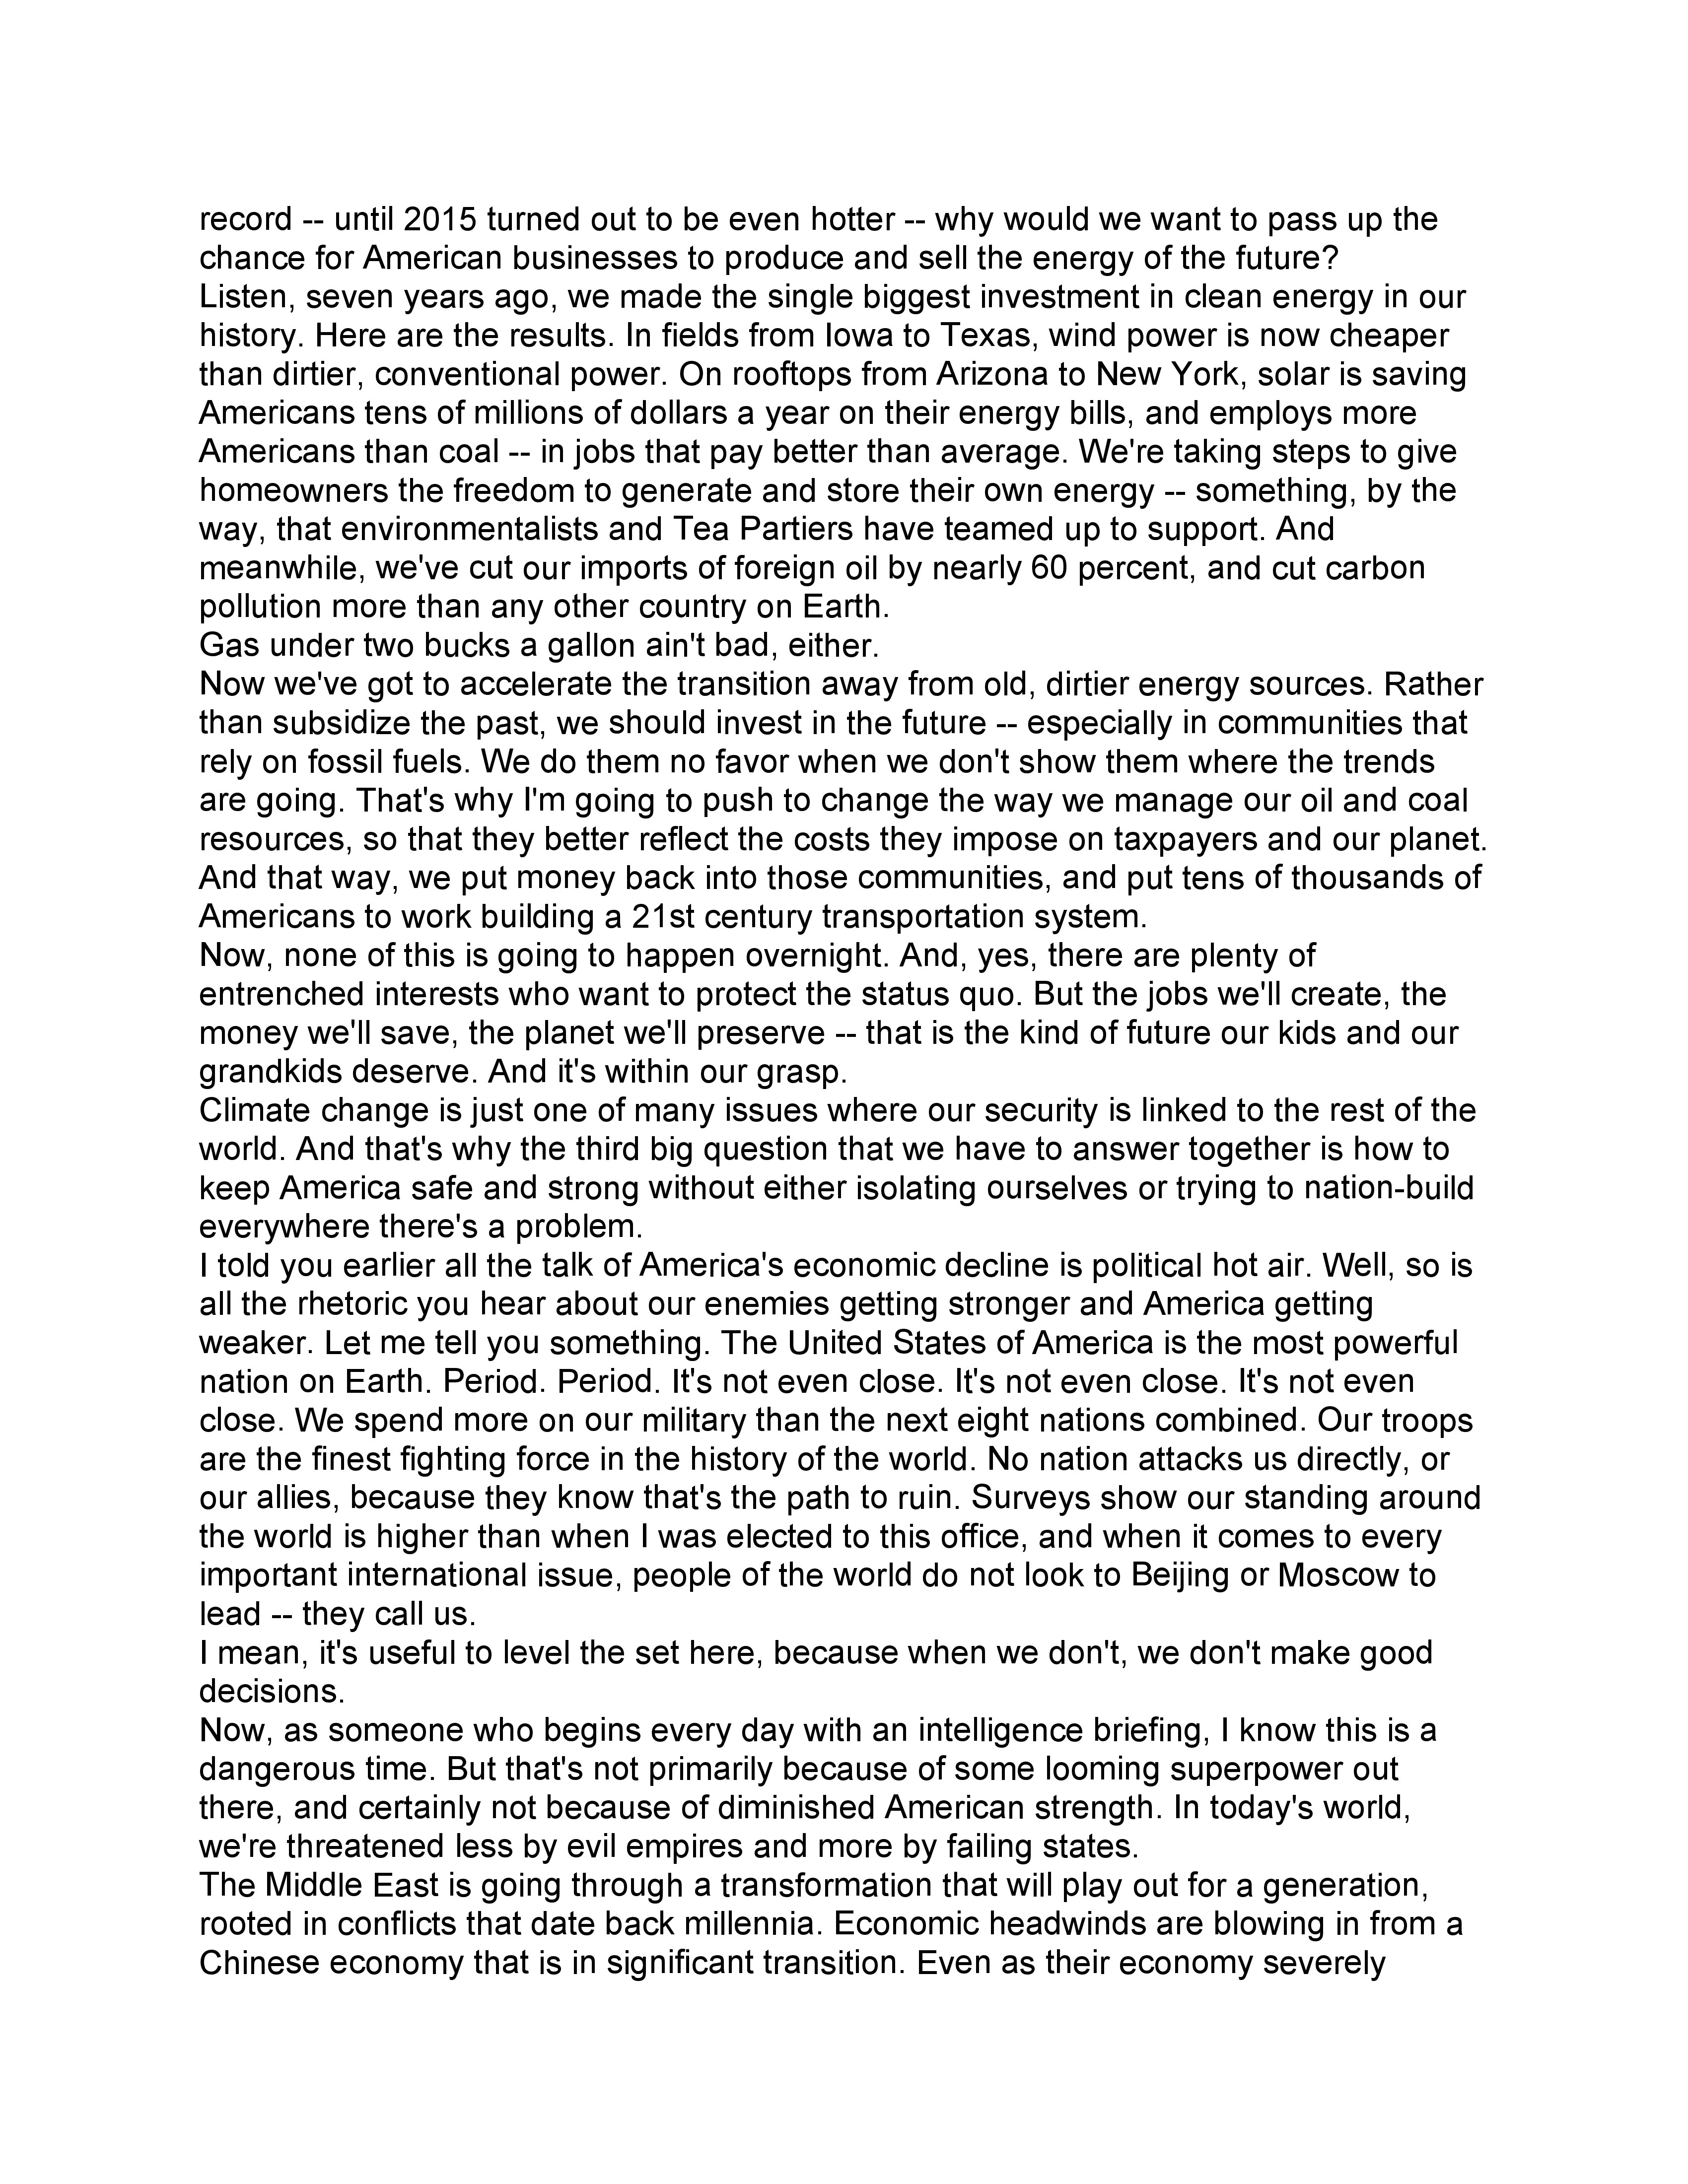 record -- until 2015 turned out to be even hotter -- why would we want to pass up the
chance for American businesses to produce and sell the energy of the future?
Listen, seven years ago, we made the single biggest investment in clean energy in our
history. Here are the results. In fields from Iowa to Texas, wind power is now cheaper
than dirtier, conventional power. On rooftops from Arizona to New York, solar is saving
Americans tens of millions of dollars a year on their energy bills, and employs more
Americans than coal -- in jobs that pay better than average. We're taking steps to give
homeowners the freedom to generate and store their own energy -- something, by the
way, that environmentalists and Tea Partiers have teamed up to support. And
meanwhile, we've cut our imports of foreign oil by nearly 60 percent, and cut carbon
pollution more than any other country on Earth.
Gas under two bucks a gallon ain't bad, either.
Now we've got to accelerate the transition away from old, dirtier energy sources. Rather
than subsidize the past, we should invest in the future -- especially in communities that
rely on fossil fuels. We do them no favor when we don't show them where the trends
are going. That's why I'm going to push to change the way we manage our oil and coal
resources, so that they better reflect the costs they impose on taxpayers and our planet.
And that way, we put money back into those communities, and put tens of thousands of
Americans to work building a 21st century transportation system.
Now, none of this is going to happen overnight. And, yes, there are plenty of
entrenched interests who want to protect the status quo. But the jobs we'll create, the
money we'll save, the planet we'll preserve -- that is the kind of future our kids and our
grandkids deserve. And it's within our grasp.
Climate change is just one of many issues where our security is linked to the rest of the
world. And that's why the third big question that we have to answer together is how to
keep America safe and strong without either isolating ourselves or trying to nation-build
everywhere there's a problem.
I told you earlier all the talk of America's economic decline is political hot air. Well, so is
all the rhetoric you hear about our enemies getting stronger and America getting
weaker. Let me tell you something. The United States of America is the most powerful
nation on Earth. Period. Period. It's not even close. It's not even close. It's not even
close. We spend more on our military than the next eight nations combined. Our troops
are the finest fighting force in the history of the world. No nation attacks us directly, or
our allies, because they know that's the path to ruin. Surveys show our standing around
the world is higher than when I was elected to this office, and when it comes to every
important international issue, people of the world do not look to Beijing or Moscow to
lead -- they call us.
I mean, it's useful to level the set here, because when we don't, we don't make good
decisions.
Now, as someone who begins every day with an intelligence briefing, I know this is a
dangerous time. But that's not primarily because of some looming superpower out
there, and certainly not because of diminished American strength. In today's world,
we're threatened less by evil empires and more by failing states.
The Middle East is going through a transformation that will play out for a generation,
rooted in conflicts that date back millennia. Economic headwinds are blowing in from a
Chinese economy that is in significant transition. Even as their economy severely